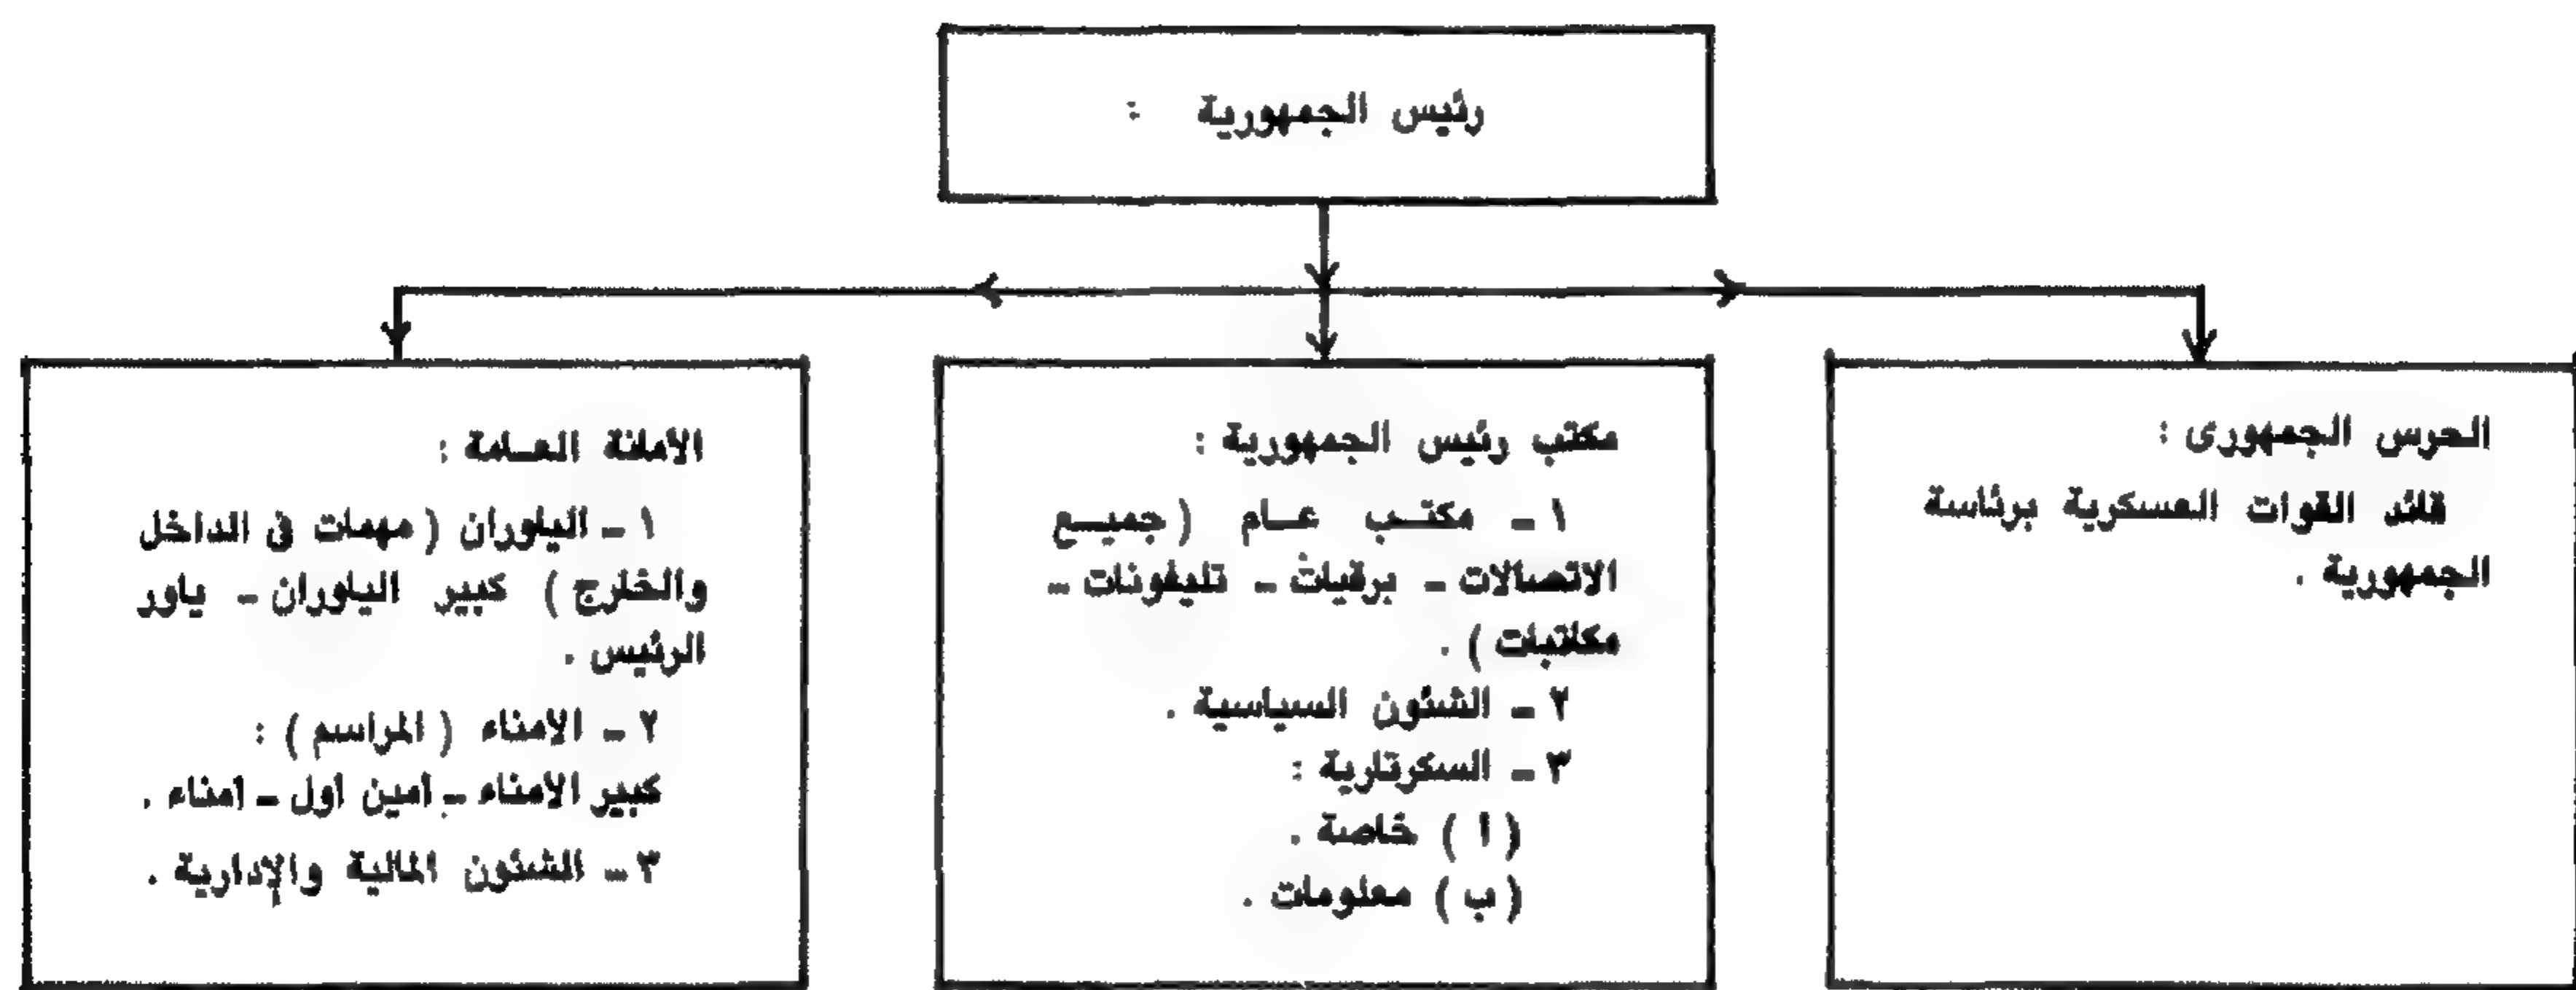 رئيس الجمهورية :
الحرس الجمهورى :
قائد القوات العسكرية برئاسة
الجمهورية .
مكتب رئيس الجمهورية :
١ - مكتب عام (جميع
الاتصالات - برقيات - تليفونات -
مكاتبات ) .
٢ - الشئون السياسية .
٣ - السكرتارية :
( ا ) خاصة .
( ب ) معلومات .
الأمانة العامة :
١ - الياوران ( مهمات فى الداخل
والخارج ) كبير الياوران - ياور
الرئيس .
٢ - الامناء ( المراسم ) :
كبير الامناء - أمين اول - امناء .
٣ - الشئون المالية والإدارية .